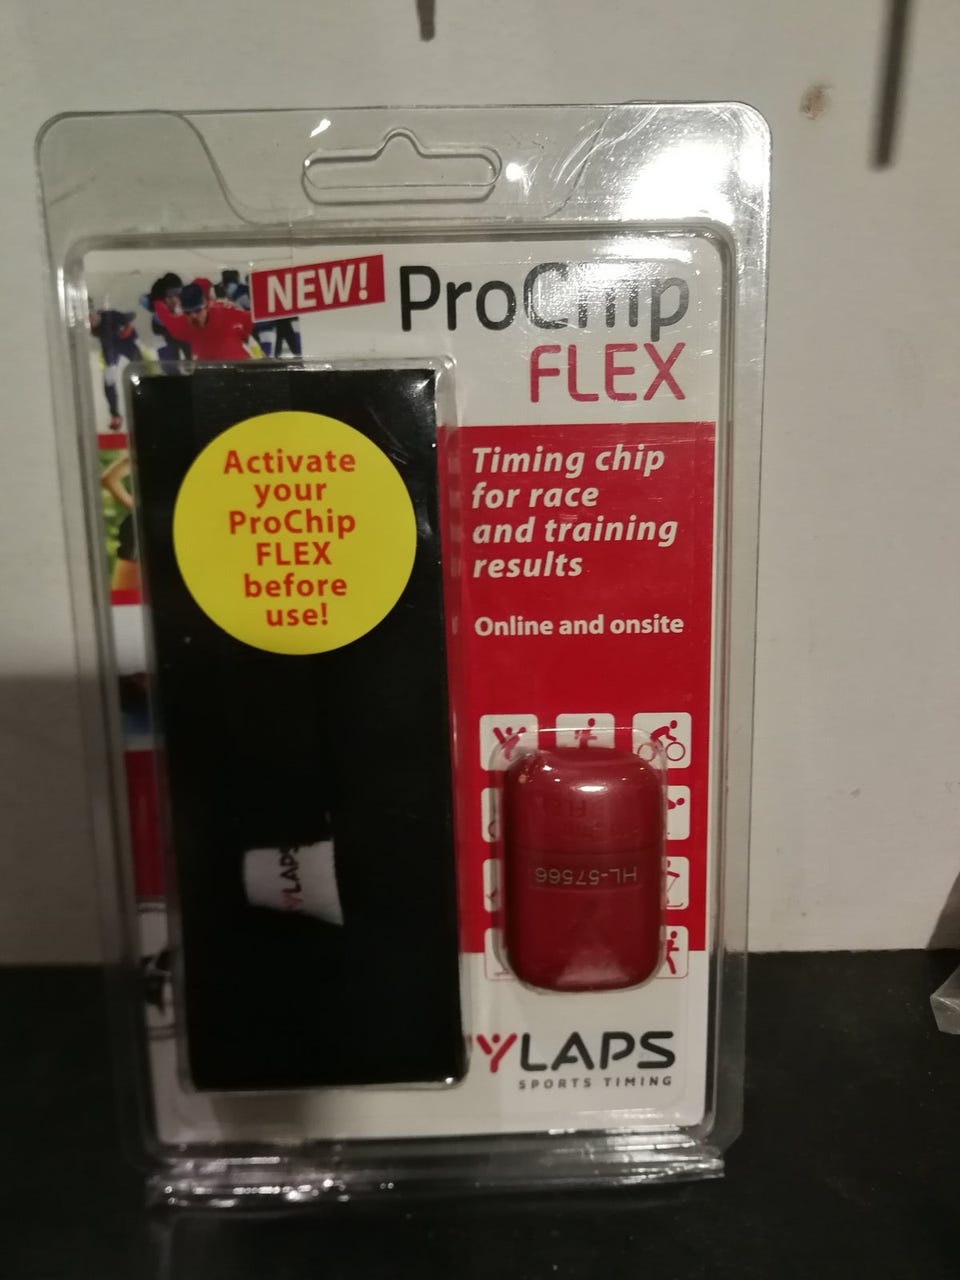 NEW!
ProChip
FLEX
Activate
your
ProChip
FLEX
before
use!
Timing chip
for race
and training
results
Online and onsite
HL-57566
YLAPS
YLAPS
SPORTS TIMING